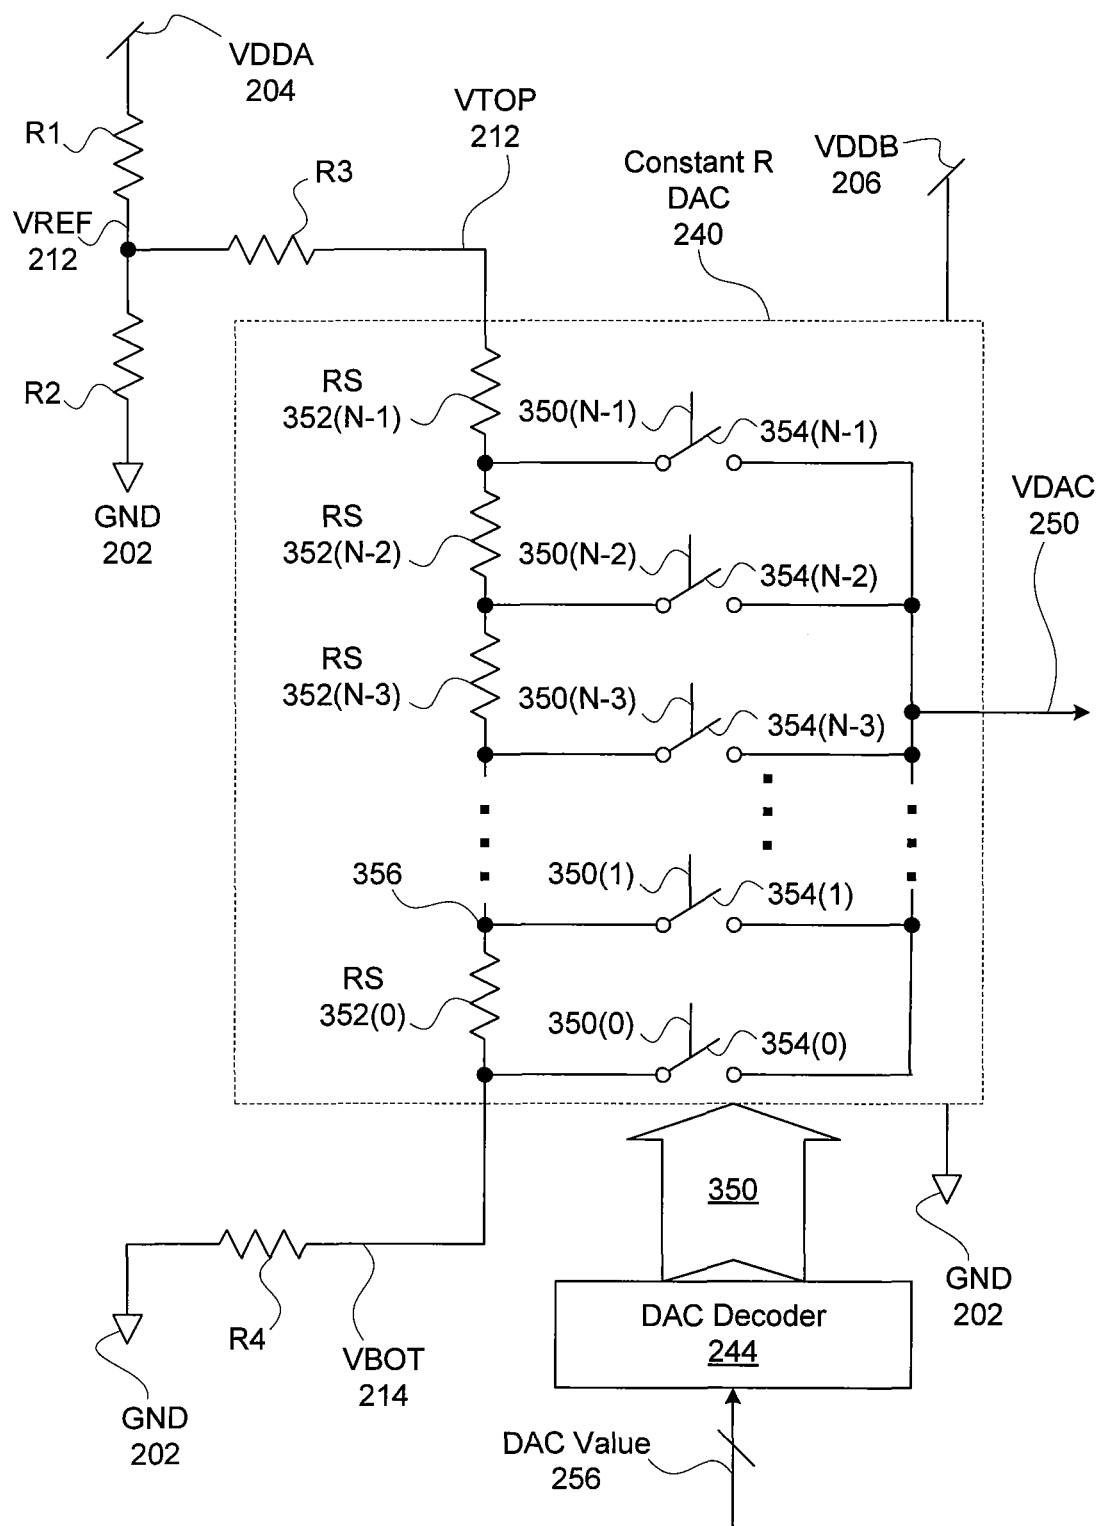 VDDA
204
R1
VTOP
212
R3
Constant R
DAC
240
VDDB
206
VREF
212
R2
GND
202
RS
352(N-1)
350(N-1)
354(N-1)
VDAC
250
RS
352(N-2)
350(N-2)
354(N-2)
RS
352(N-3)
350(N-3)
354(N-3)
356
350(1)
354(1)
RS
352(0)
350(0)
354(0)
350
GND
202
R4
VBOT
214
GND
202
DAC Decoder
244
DAC Value
256